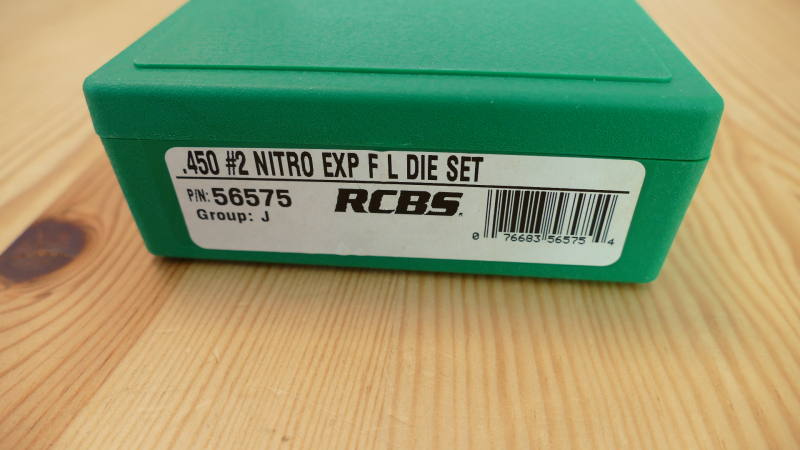 .450 #2 NITRO EXP F L DIE SET
P/N: 56575
RCBS.
Group: J
0 76683 56575 4